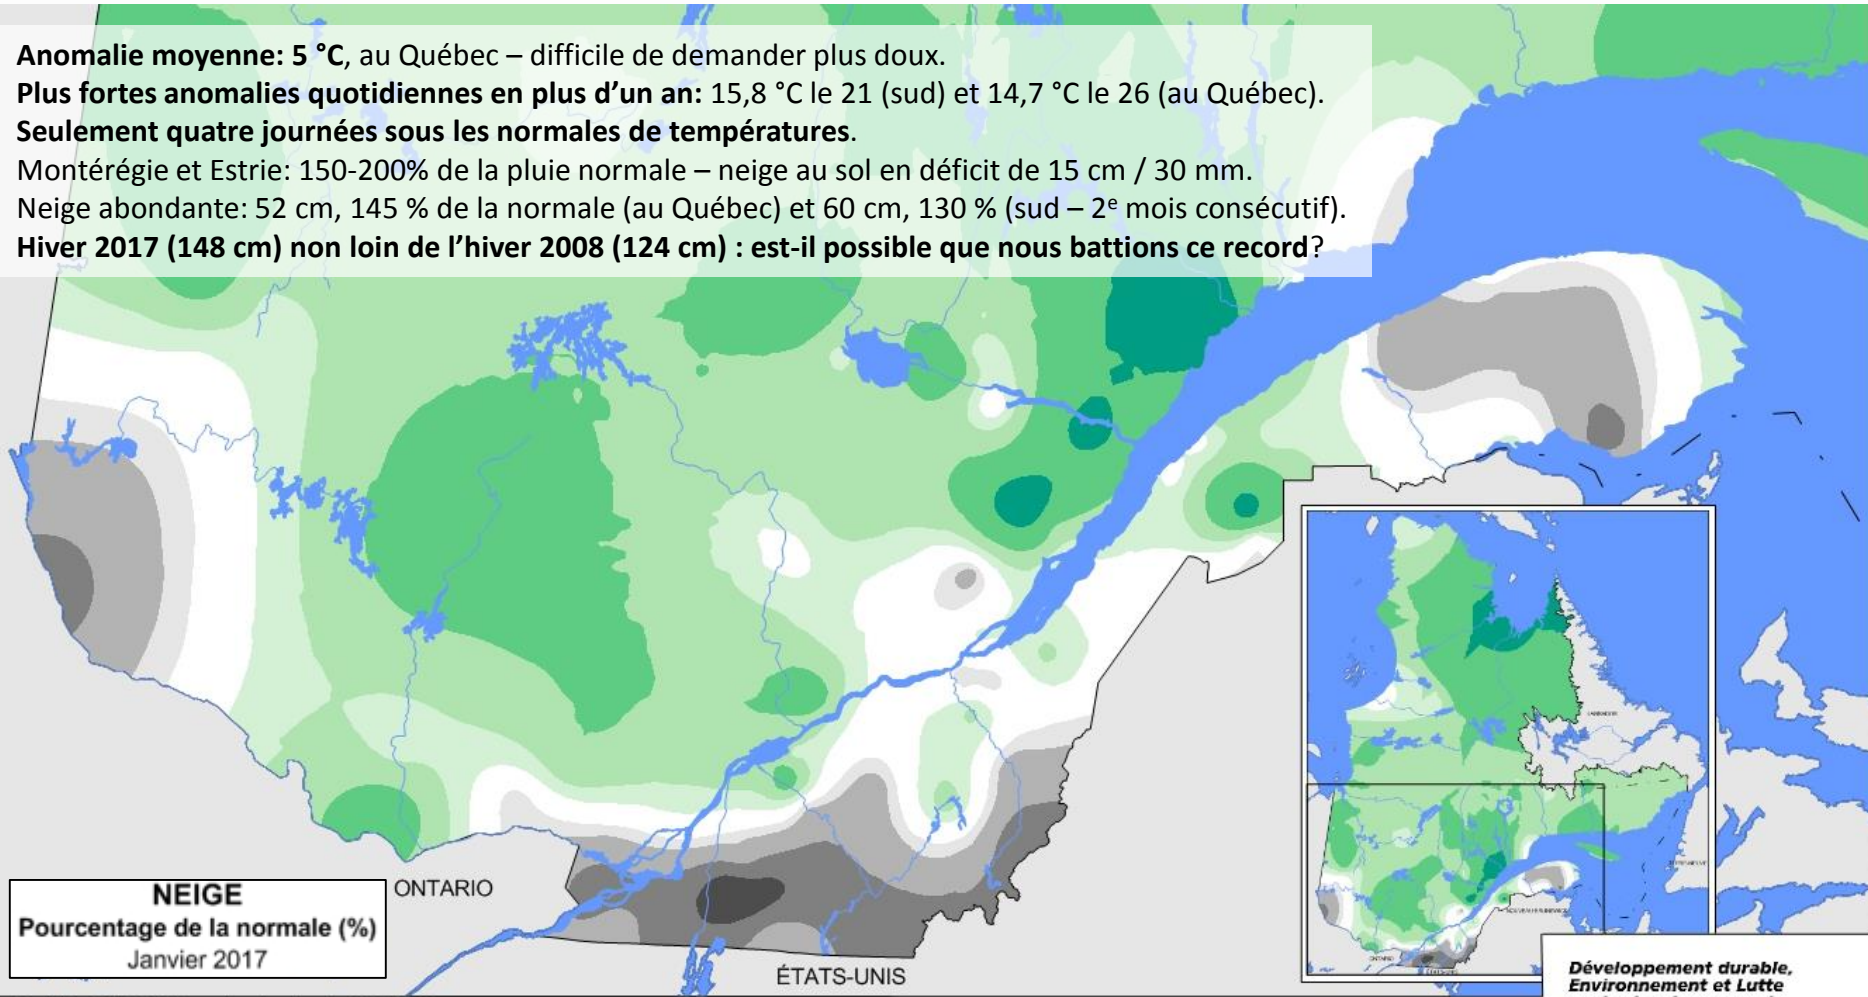 Anomalie moyenne: 5 °C, au Québec – difficile de demander plus doux.
Plus fortes anomalies quotidiennes en plus d’un an: 15,8 °C le 21 (sud) et 14,7 °C le 26 (au Québec).
Seulement quatre journées sous les normales de températures.
Montérégie et Estrie: 150-200% de la pluie normale – neige au sol en déficit de 15 cm / 30 mm.
Neige abondante: 52 cm, 145 % de la normale (au Québec) et 60 cm, 130 % (sud – 2e mois consécutif).
Hiver 2017 (148 cm) non loin de l’hiver 2008 (124 cm) : est-il possible que nous battions ce record?
NEIGE
Pourcentage de la normale (%)
Janvier 2017
ONTARIO
ÉTATS-UNIS
ONTARIO
ÉTATS-UNIS
Développement durable,
Environnement et Lutte